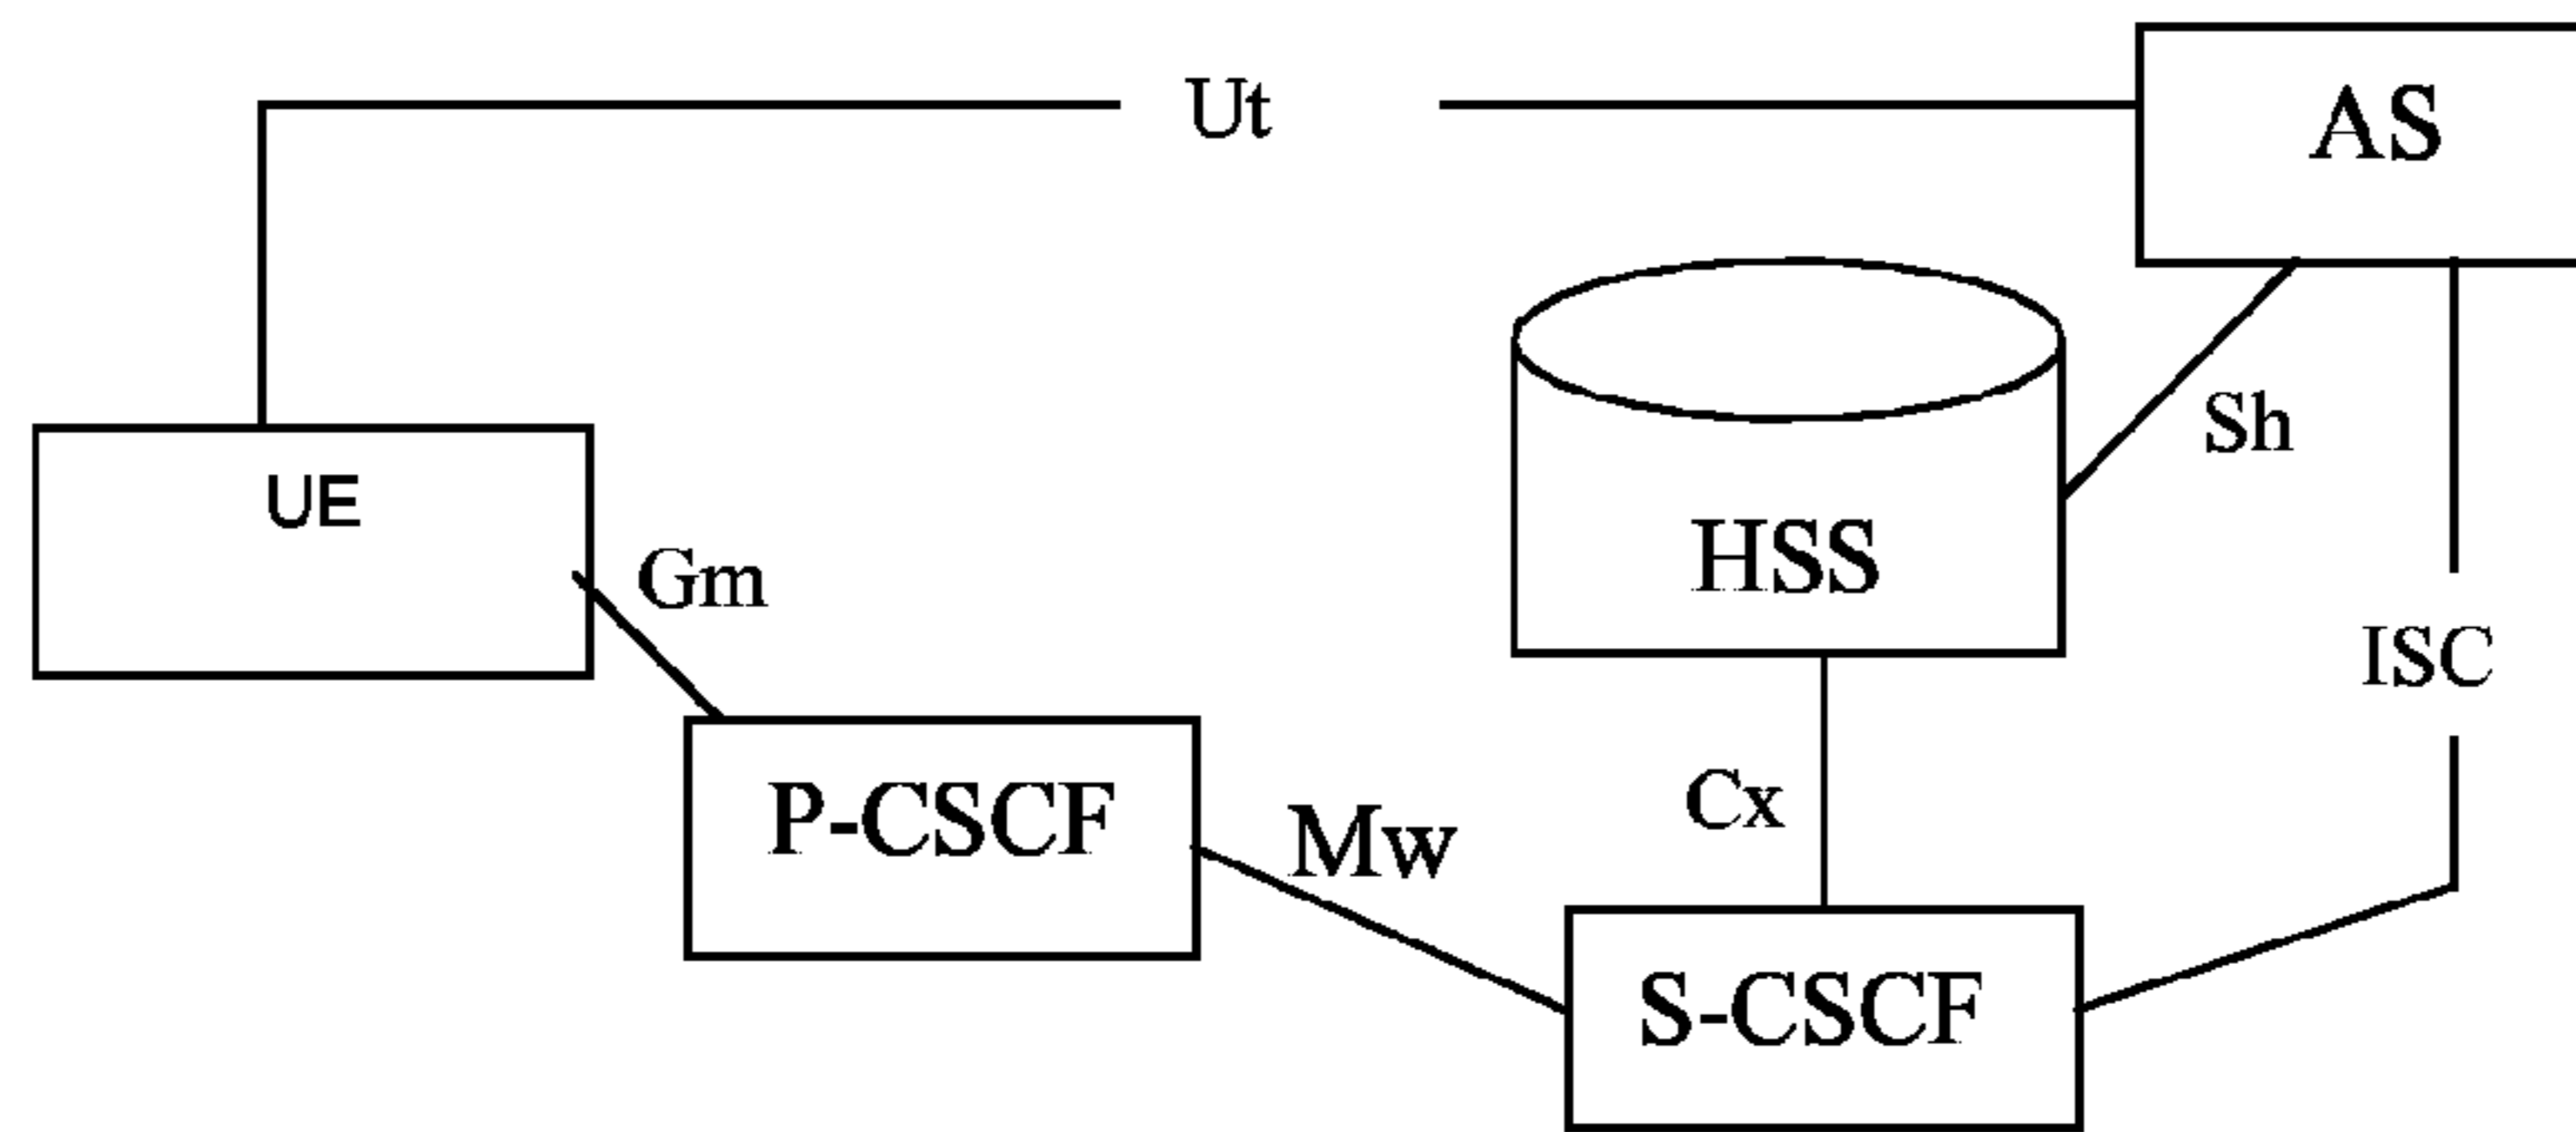 Ut
AS
Sh
UE
HSS
Gm
ISC
P-CSCF
Mw
Cx
S-CSCF